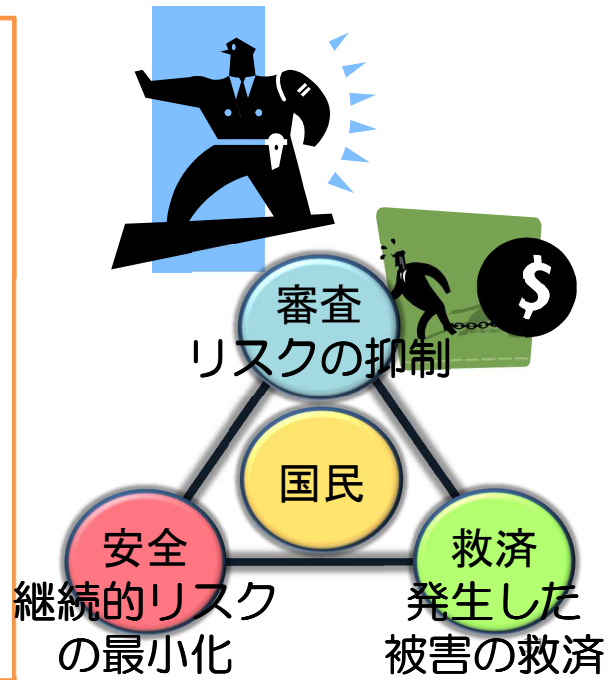 $
審査
リスクの抑制
国民
安全
継続的リスク
の最小化
救済
発生した
被害の救済